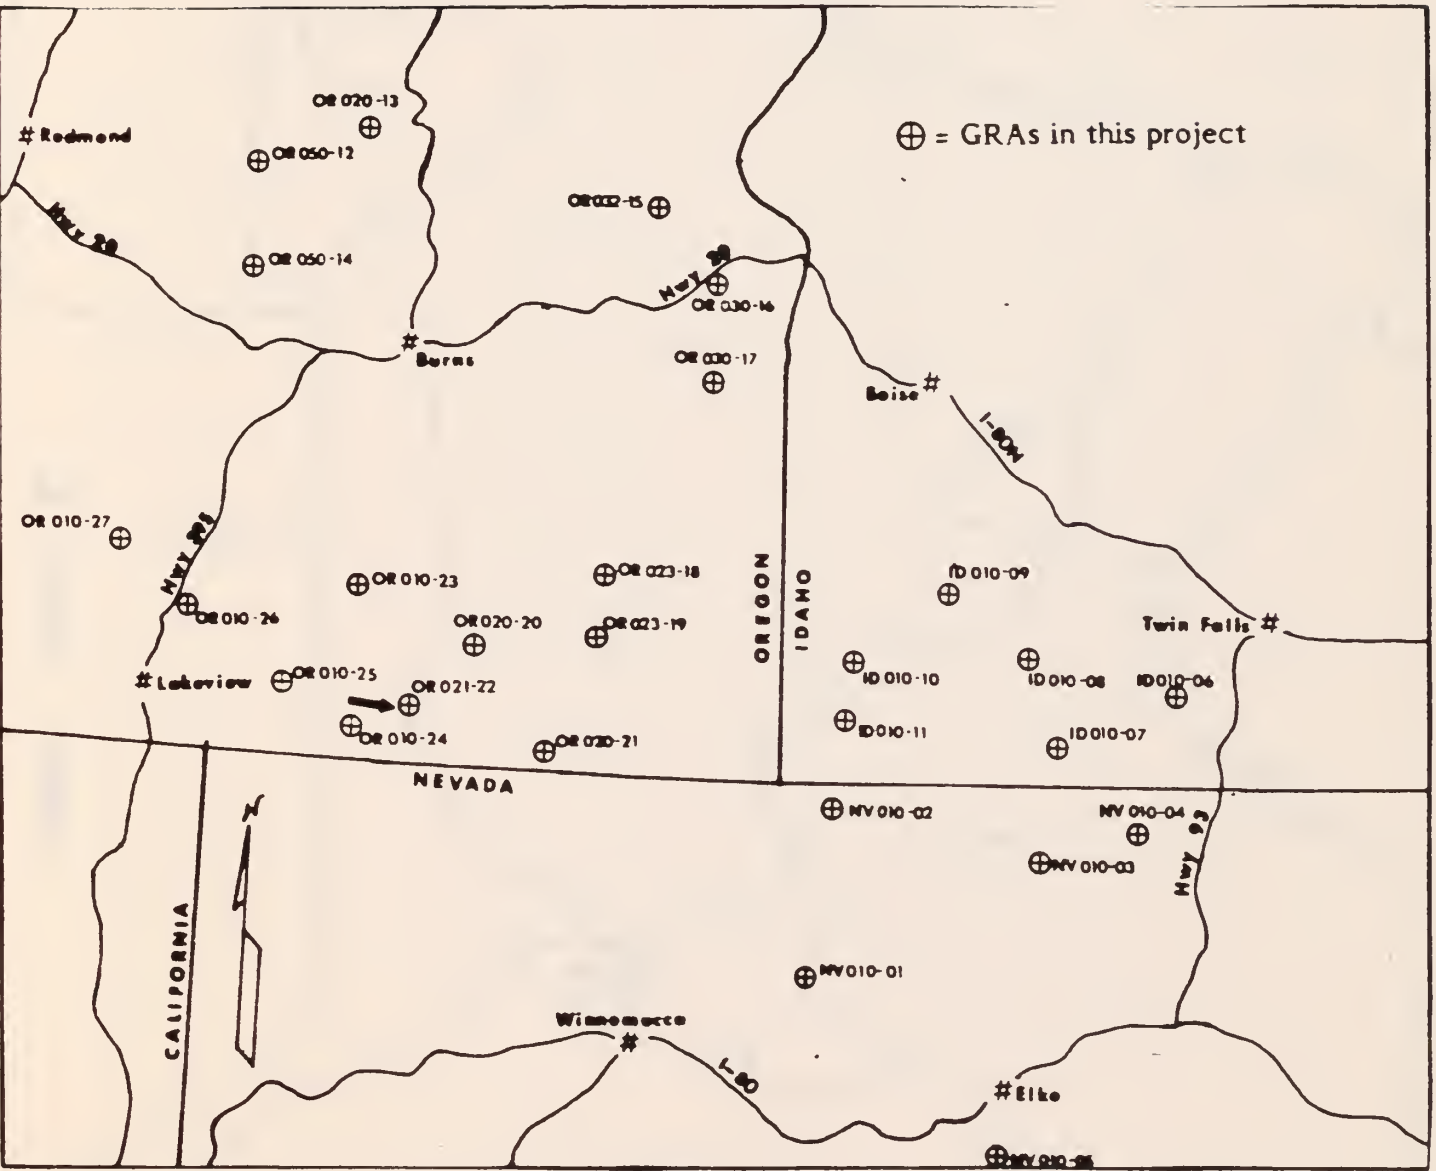 OR 020-13
⊕ = GRAs in this project
# Redmond
OR 050-12
OR 032-15
Hwy 20
OR 050-14
Hwy 20
OR 030-16
Burns
OR 030-17
Boise
I-80N
OR 010-27
Hwy 395
OR 010-23
OR 023-18
OREGON
IDAHO
ID 010-09
OR 010-26
OR 020-20
OR 023-19
Twin Falls #
# Lakeview
OR 010-25
OR 021-22
ID 010-10
ID 010-08
ID 010-06
OR 010-24
OR 020-21
ID 010-11
ID 010-07
NEVADA
N
NV 010-02
NV 010-04
Hwy 93
NV 010-03
CALIFORNIA
NV 010-01
Winnemucca
I-80
# Elko
NV 010-05